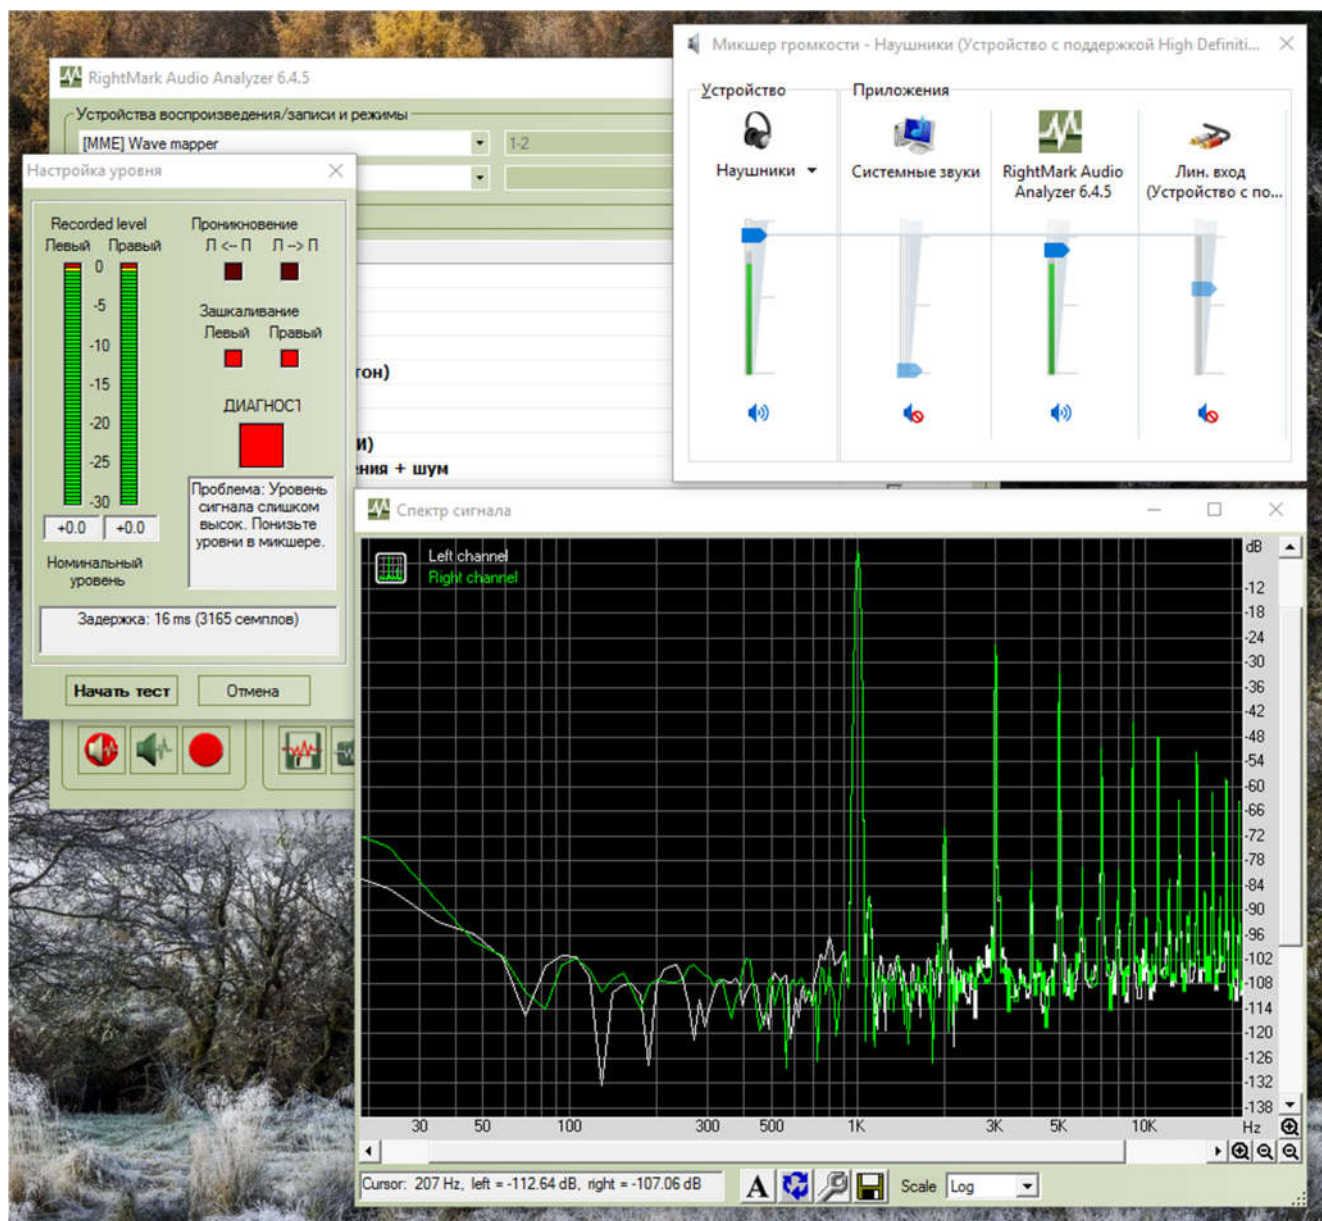 Микшер громкости - Наушники (Устройство с поддержкой High Definiti...
Устройство
Приложения
Наушники
Системные звуки
RightMark Audio
Analyzer 6.4.5
Лин. вход
(Устройство с по...
RightMark Audio Analyzer 6.4.5
Устройства воспроизведения/записи и режимы
[MME] Wave mapper
1-2
Настройка уровня
Recorded level
Левый Правый
0
-5
-10
-15
-20
-25
-30
+0.0 +0.0
Номинальный
уровень
Проникновение
Л <-- П Л --> П
Зашкаливание
Левый Правый
ДИАГНОСТ
Проблема: Уровень
сигнала слишком
высок. Понизьте
уровни в микшере.
Задержка: 16 ms (3165 семплов)
Начать тест
Отмена
тон)
И)
ния + шум
Спектр сигнала
Left channel
Right channel
dB
-12
-18
-24
-30
-36
-42
-48
-54
-60
-66
-72
-78
-84
-90
-96
-102
-108
-114
-120
-126
-132
-138
30 50 100 300 500 1K 3K 5K 10K Hz
Cursor: 207 Hz, left = -112.64 dB, right = -107.06 dB
A
Scale Log